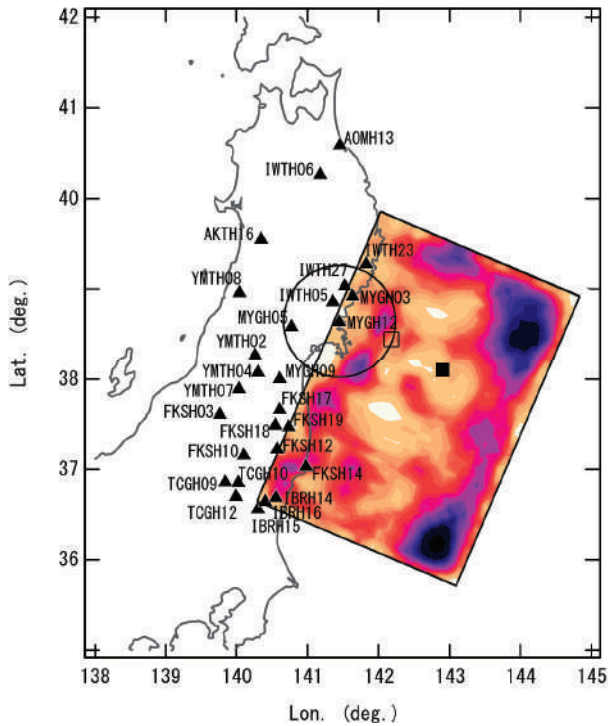 42
41
AOMH13
IWTH06
40
AKTH16
IWTH23
IWTH27
YMTH08
IWTH05
MYGH03
39
MYGH05
MYGH12
YMTH02
YMTH04
MYGH09
38
YMTH07
FKSH17
FKSH03
FKSH19
FKSH18
FKSH12
FKSH10
37
TCGH10
FKSH14
TCGH09
IBRH14
TCGH12
IBRH16
IBRH15
36
138 139 140 141 142 143 144 145
Lon. (deg.)
Lat. (deg.)